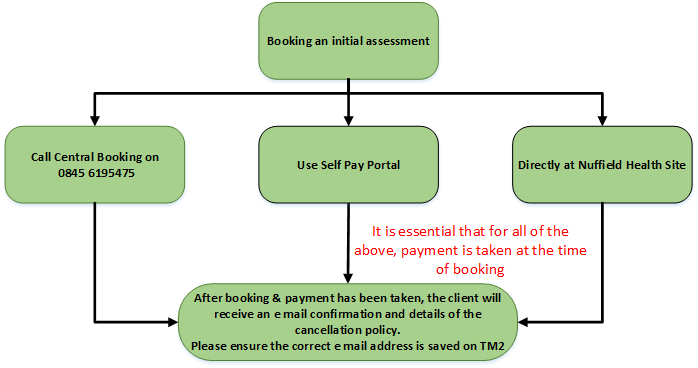 Booking an initial assessment
Call Central Booking on
0845 6195475
Use Self Pay Portal
Directly at Nuffield Health Site
It is essential that for all of the
above, payment is taken at the time
of booking
After booking & payment has been taken, the client will
receive an e mail confirmation and details of the
cancellation policy.
Please ensure the correct e mail address is saved on TM2